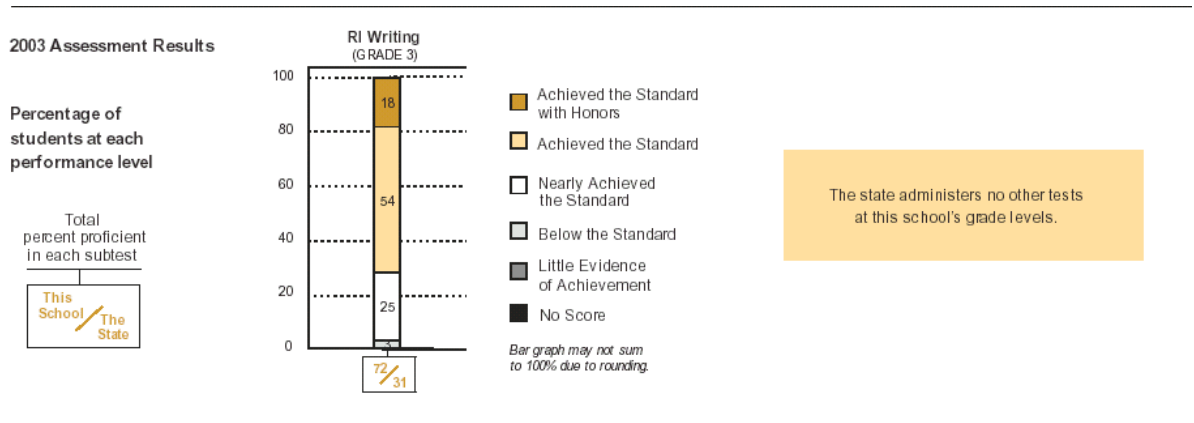 2003 Assessment Results
Percentage of
students at each
performance level
Total
percent proficient
in each subtest
This
School
The
State
RI Writing
(GRADE 3)
100
80
60
40
20
0
18
54
25
3
72
31
Achieved the Standard
with Honors
Achieved the Standard
Nearly Achieved
the Standard
Below the Standard
Little Evidence
of Achievement
No Score
Bar graph may not sum
to 100% due to rounding.
The state administers no other tests
at this school's grade levels.